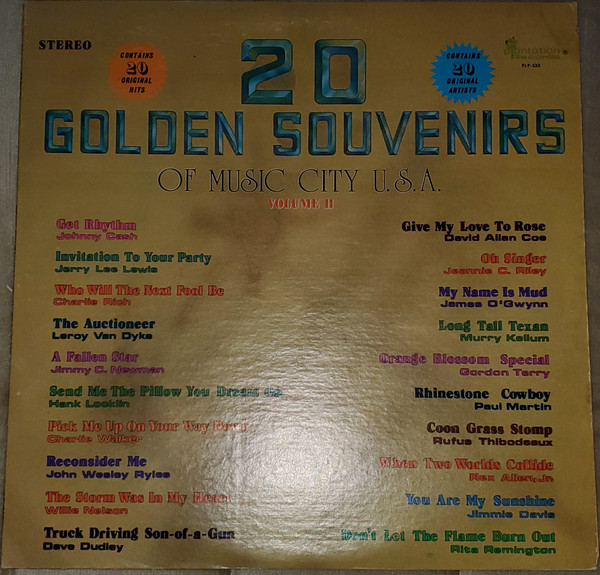 STEREO
CONTAINS
20
ORIGINAL
HITS
20
CONTAINS
20
ORIGINAL
ARTISTS
plantation
Records
GOLDEN SOUVENIRS
OF MUSIC CITY U.S.A.
VOLUME II
Get Rhythm
Johnny Cash
Invitation To Your Party
Jerry Lee Lewis
Who Will The Next Fool Be
Charlie Rich
The Auctioneer
Leroy Van Dyke
A Fallen Star
Jimmy C. Newman
Send Me The Pillow You Dream On
Hank Locklin
Pick Me Up On Your Way Down
Charlie Walker
Reconsider Me
John Wesley Ryles
The Storm Was In My Heart
Willie Nelson
Truck Driving Son-of-a-Gun
Dave Dudley
Give My Love To Rose
David Allan Coe
Oh Singer
Jeannie C. Riley
My Name Is Mud
James O'Gwynn
Long Tall Texan
Murry Kellum
Orange Blossom Special
Gordon Terry
Rhinestone Cowboy
Paul Martin
Coon Grass Stomp
Rufus Thibodeaux
When Two Worlds Collide
Rex Allen, Jr.
You Are My Sunshine
Jimmie Davis
Don't Let The Flame Burn Out
Rita Remington